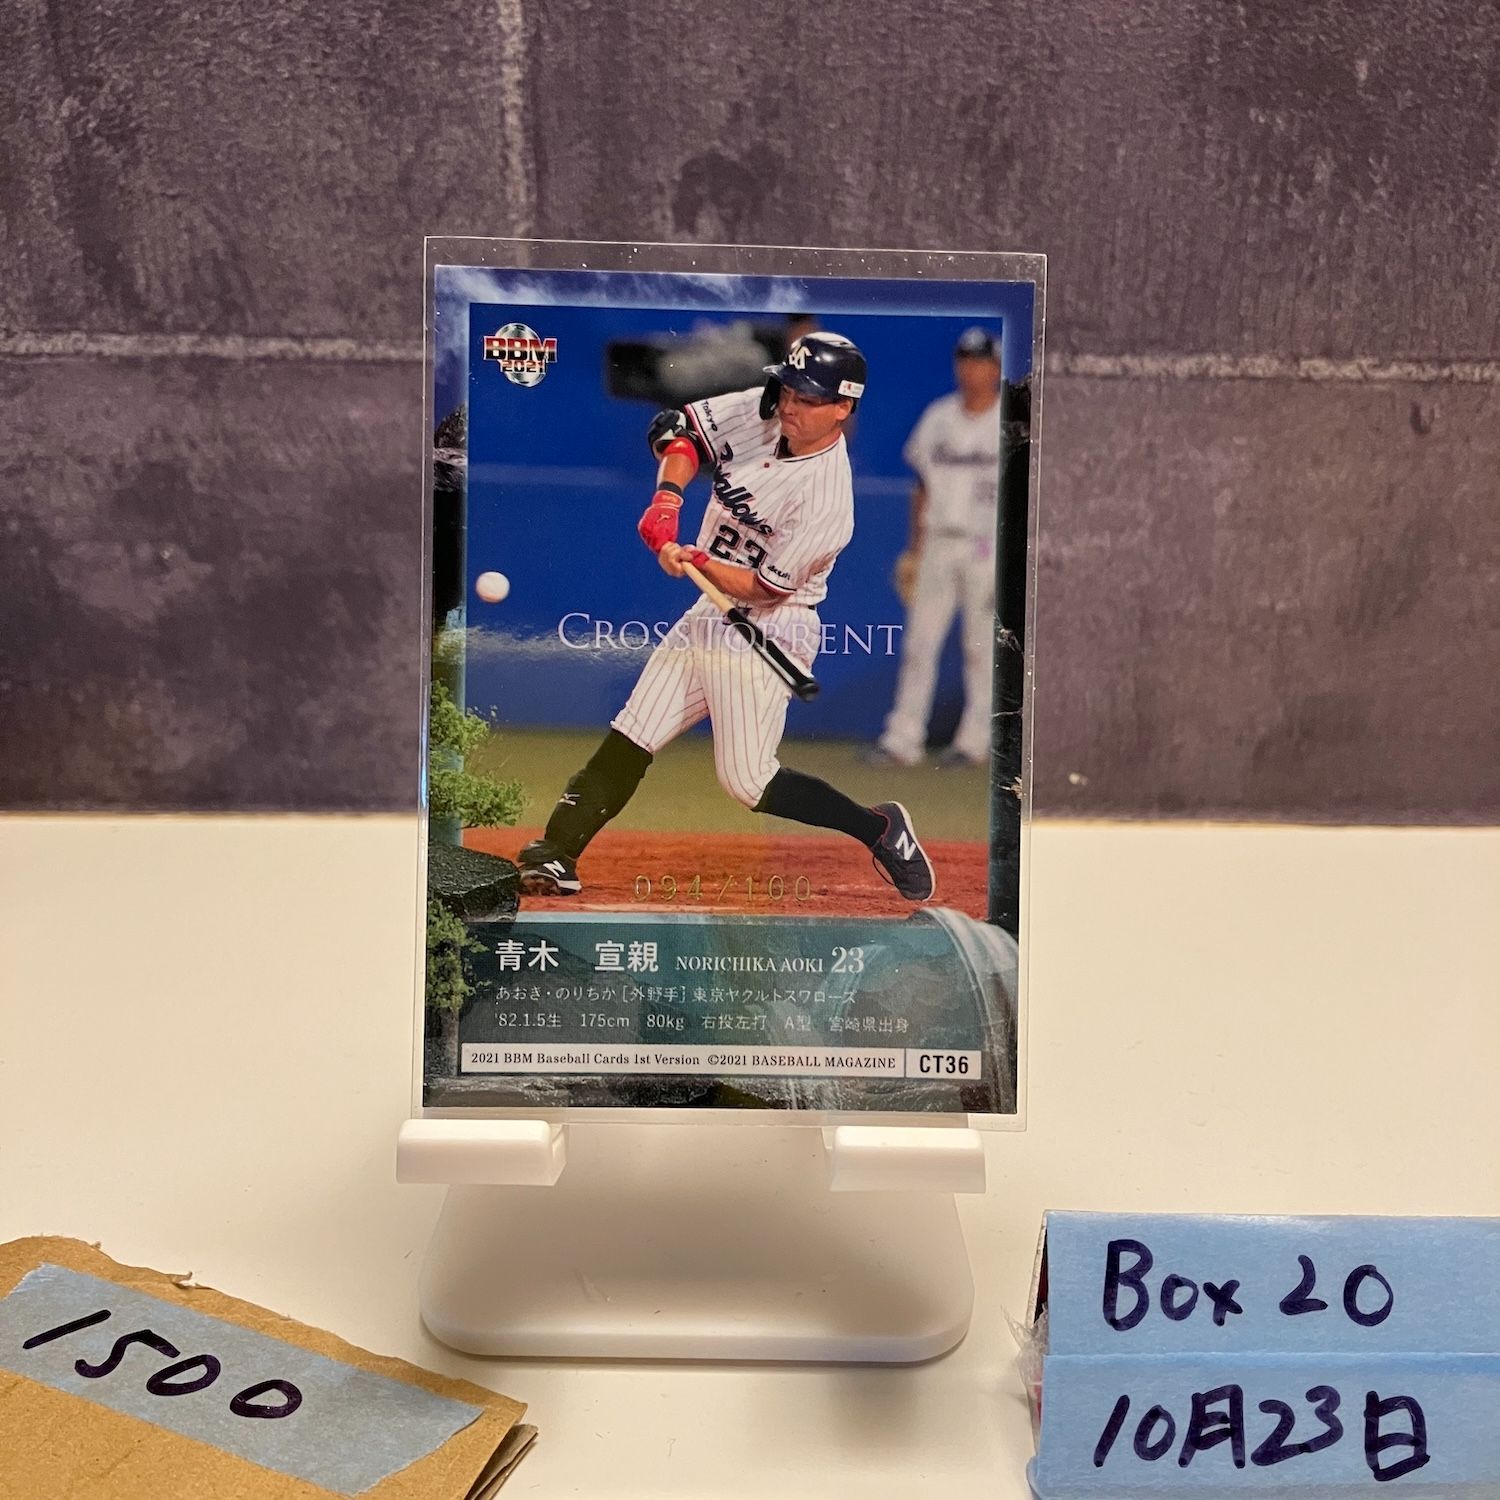 BBM
2021
Tokyo
Swallows
23
CROSS TORRENT
094/100
青木 宣親 NORICHIKA AOKI 23
あおき・のりちか [外野手] 東京ヤクルトスワローズ
'82.1.5生 175cm 80kg 右投左打 A型 宮崎県出身
2021 BBM Baseball Cards 1st Version ©2021 BASEBALL MAGAZINE CT36
1500
Box 20
10月23日